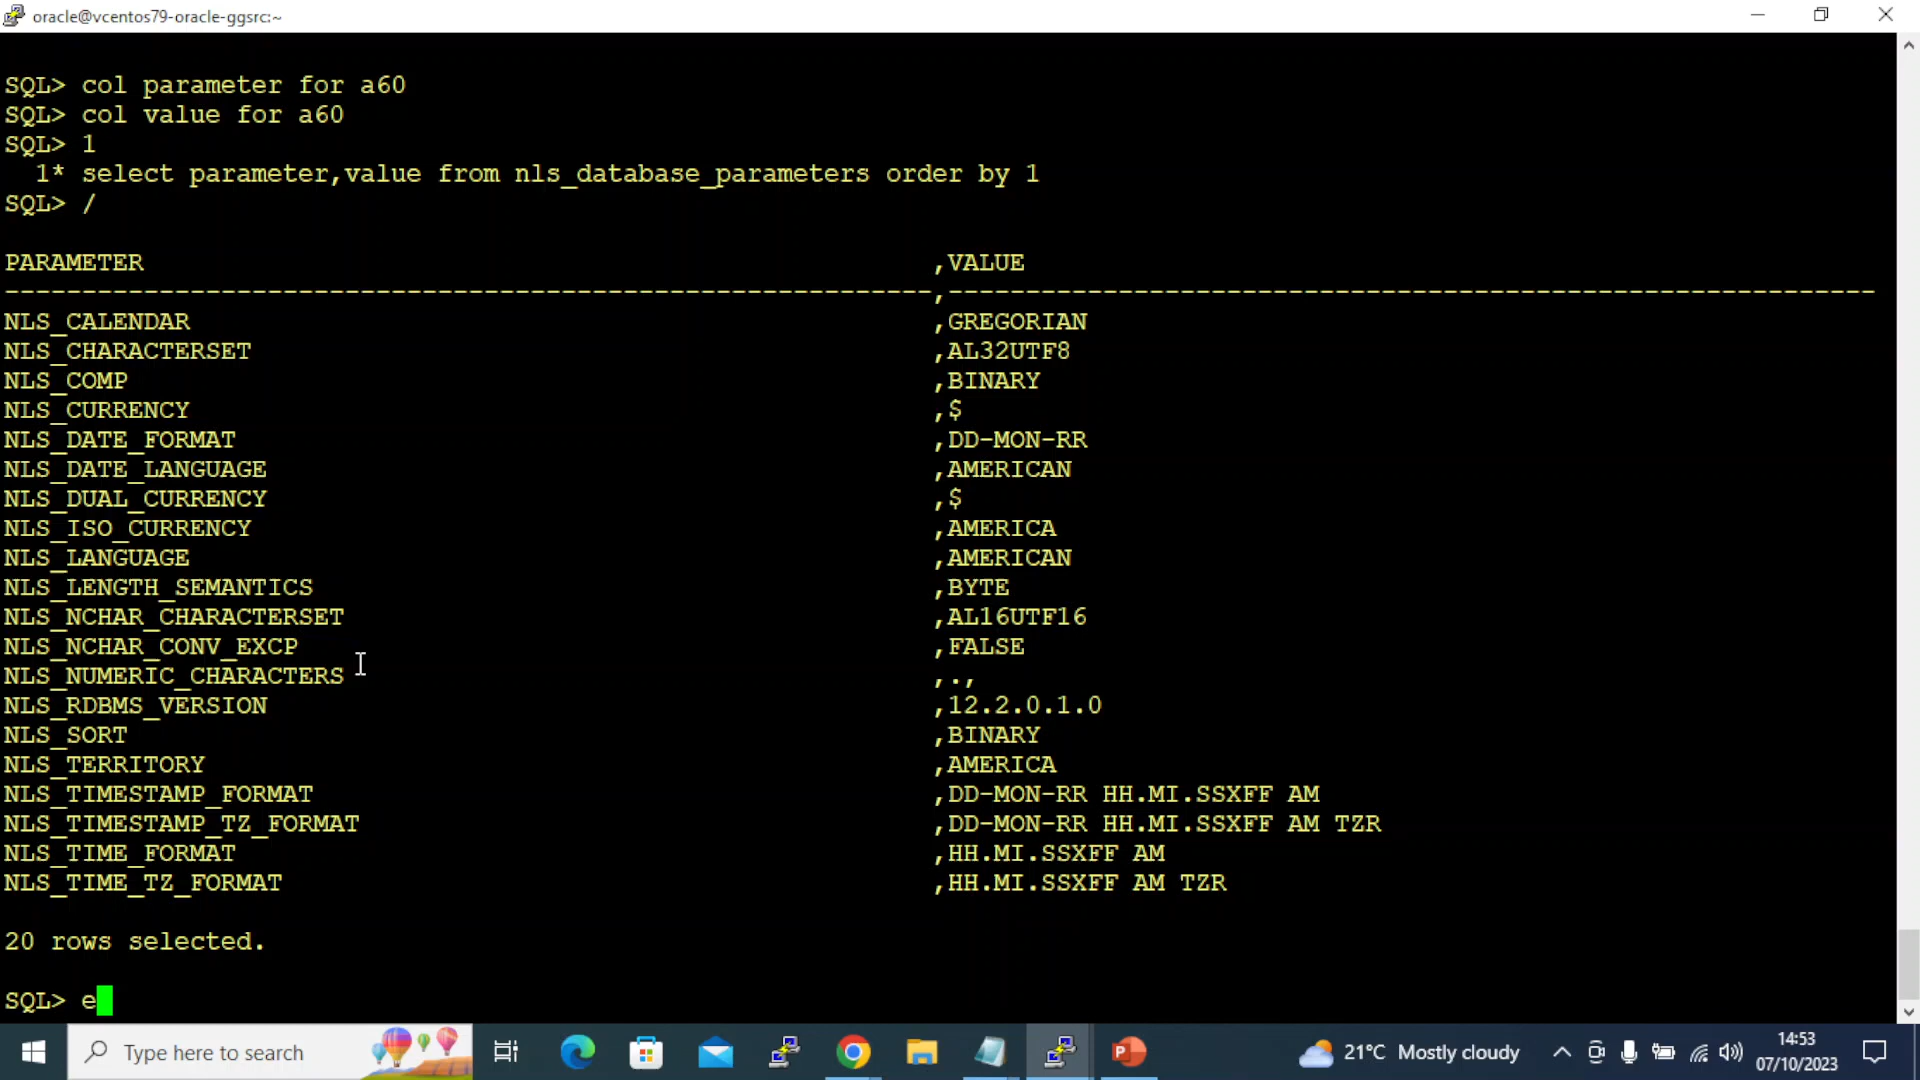 oracle@vcentos79-oracle-ggsrc:~
SQL> col parameter for a60
SQL> col value for a60
SQL> l
  1* select parameter,value from nls_database_parameters order by 1
SQL> /
PARAMETER ,VALUE
------------------------------------------------------------,------------------------------------------------------------
NLS_CALENDAR ,GREGORIAN
NLS_CHARACTERSET ,AL32UTF8
NLS_COMP ,BINARY
NLS_CURRENCY ,$
NLS_DATE_FORMAT ,DD-MON-RR
NLS_DATE_LANGUAGE ,AMERICAN
NLS_DUAL_CURRENCY ,$
NLS_ISO_CURRENCY ,AMERICA
NLS_LANGUAGE ,AMERICAN
NLS_LENGTH_SEMANTICS ,BYTE
NLS_NCHAR_CHARACTERSET ,AL16UTF16
NLS_NCHAR_CONV_EXCP ,FALSE
NLS_NUMERIC_CHARACTERS ,.,
NLS_RDBMS_VERSION ,12.2.0.1.0
NLS_SORT ,BINARY
NLS_TERRITORY ,AMERICA
NLS_TIMESTAMP_FORMAT ,DD-MON-RR HH.MI.SSXFF AM
NLS_TIMESTAMP_TZ_FORMAT ,DD-MON-RR HH.MI.SSXFF AM TZR
NLS_TIME_FORMAT ,HH.MI.SSXFF AM
NLS_TIME_TZ_FORMAT ,HH.MI.SSXFF AM TZR
20 rows selected.
SQL> e
Type here to search
21°C Mostly cloudy
14:53
07/10/2023